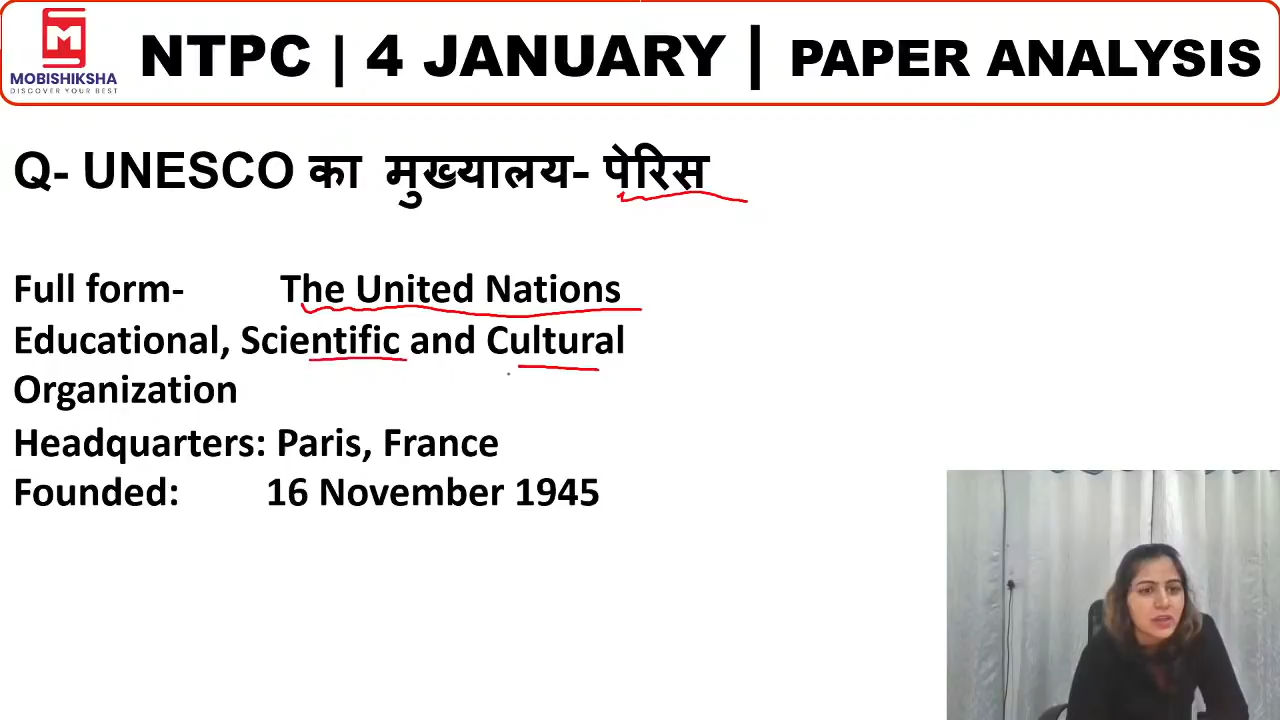 M
MOBISHIKSHA
DISCOVER YOUR BEST
NTPC | 4 JANUARY | PAPER ANALYSIS
Q- UNESCO का मुख्यालय- पेरिस
Full form- The United Nations
Educational, Scientific and Cultural
Organization
Headquarters: Paris, France
Founded: 16 November 1945